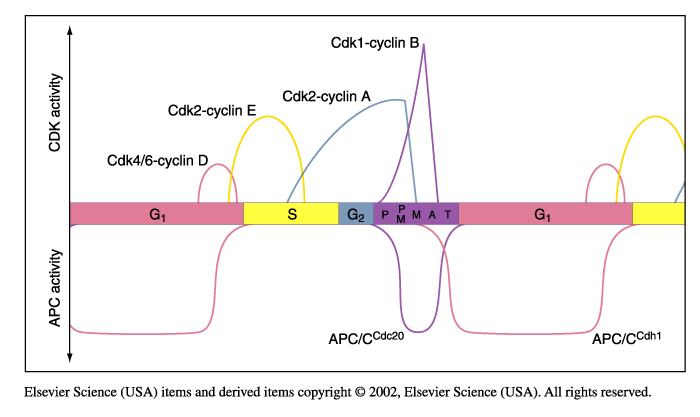 Cdk1-cyclin B
Cdk2-cyclin A
Cdk2-cyclin E
Cdk4/6-cyclin D
CDK activity
G1 S G2 P P M M A T G1
APC activity
APC/CCdc20
APC/CCdh1
Elsevier Science (USA) items and derived items copyright © 2002, Elsevier Science (USA). All rights reserved.